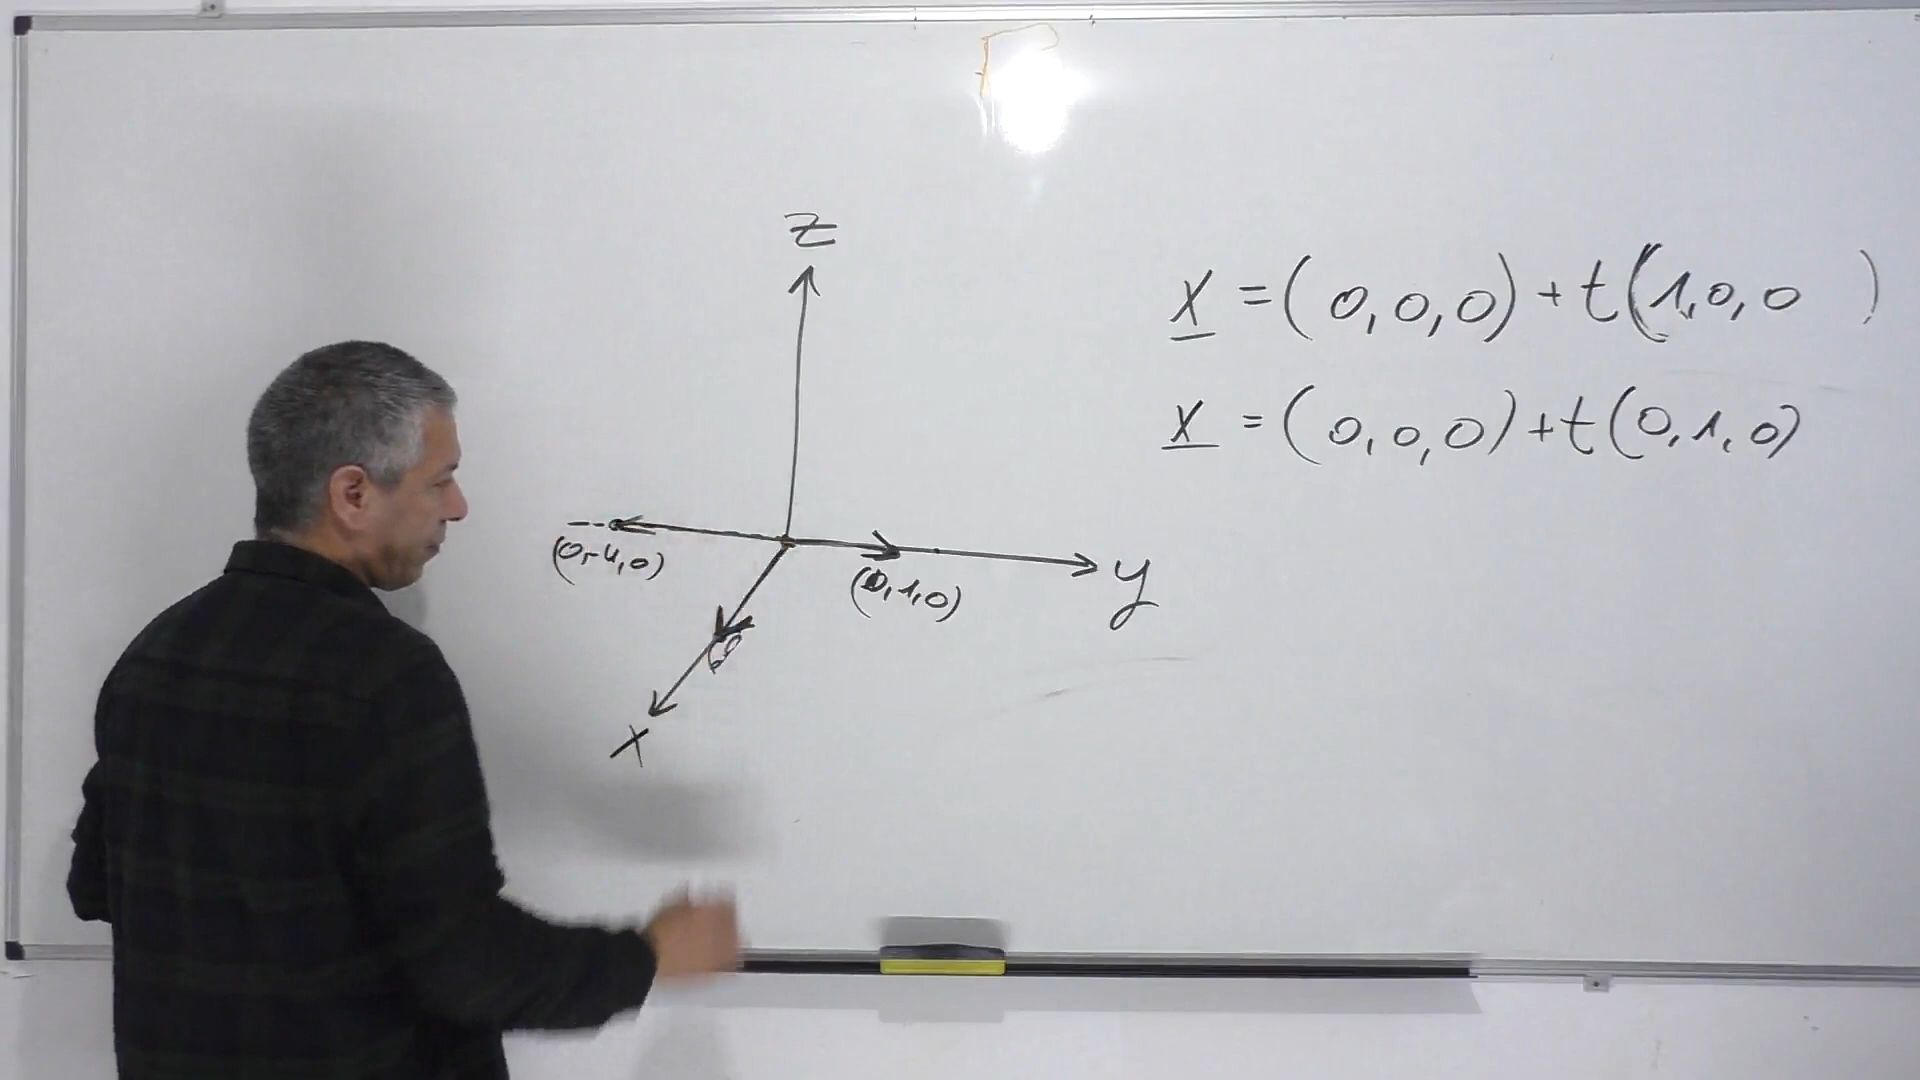 z
x = (0,0,0) + t(1,0,0 )
x = (0,0,0) + t(0,1,0)
(0,-4,0)
(0,1,0)
y
x